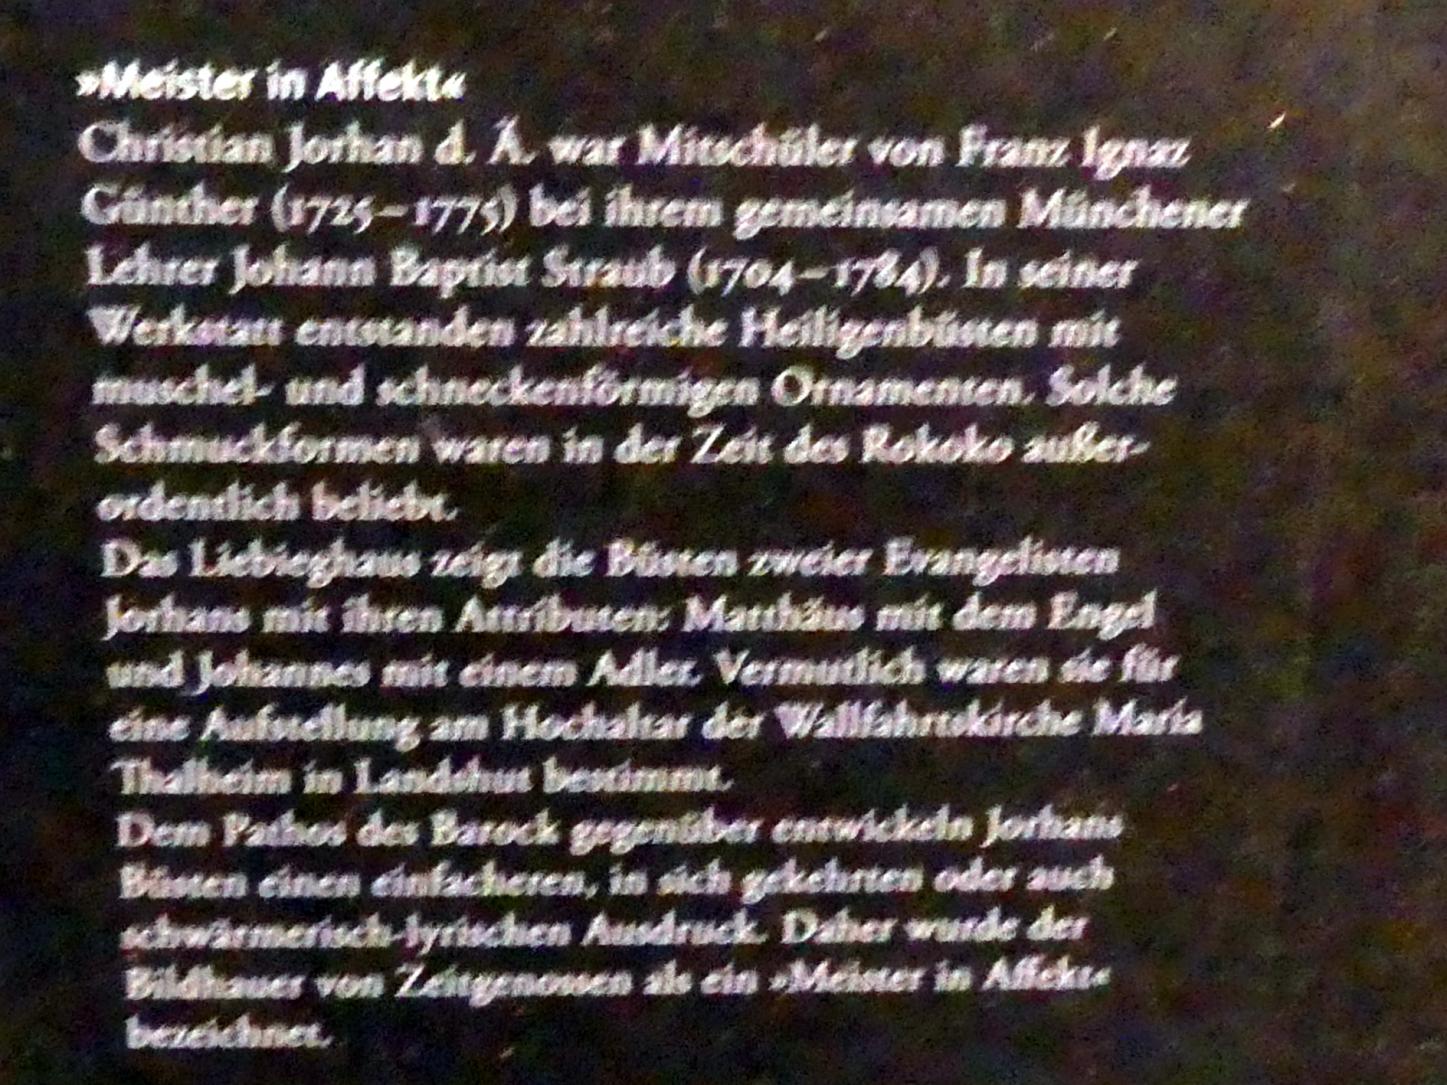 »Meister in Affekt«
Christian Jorhan d. Ä. war Mitschüler von Franz Ignaz
Günther (1725–1775) bei ihrem gemeinsamen Münchener
Lehrer Johann Baptist Straub (1704–1784). In seiner
Werkstatt entstanden zahlreiche Heiligenbüsten mit
muschel- und schneckenförmigen Ornamenten. Solche
Schmuckformen waren in der Zeit des Rokoko außer-
ordentlich beliebt.
Das Liebieghaus zeigt die Büsten zweier Evangelisten
Jorhans mit ihren Attributen: Matthäus mit dem Engel
und Johannes mit einem Adler. Vermutlich waren sie für
eine Aufstellung am Hochaltar der Wallfahrtskirche Maria
Thalheim in Landshut bestimmt.
Dem Pathos des Barock gegenüber entwickeln Jorhans
Büsten einen einfacheren, in sich gekehrten oder auch
schwärmerisch-lyrischen Ausdruck. Daher wurde der
Bildhauer von Zeitgenossen als ein »Meister in Affekt«
bezeichnet.